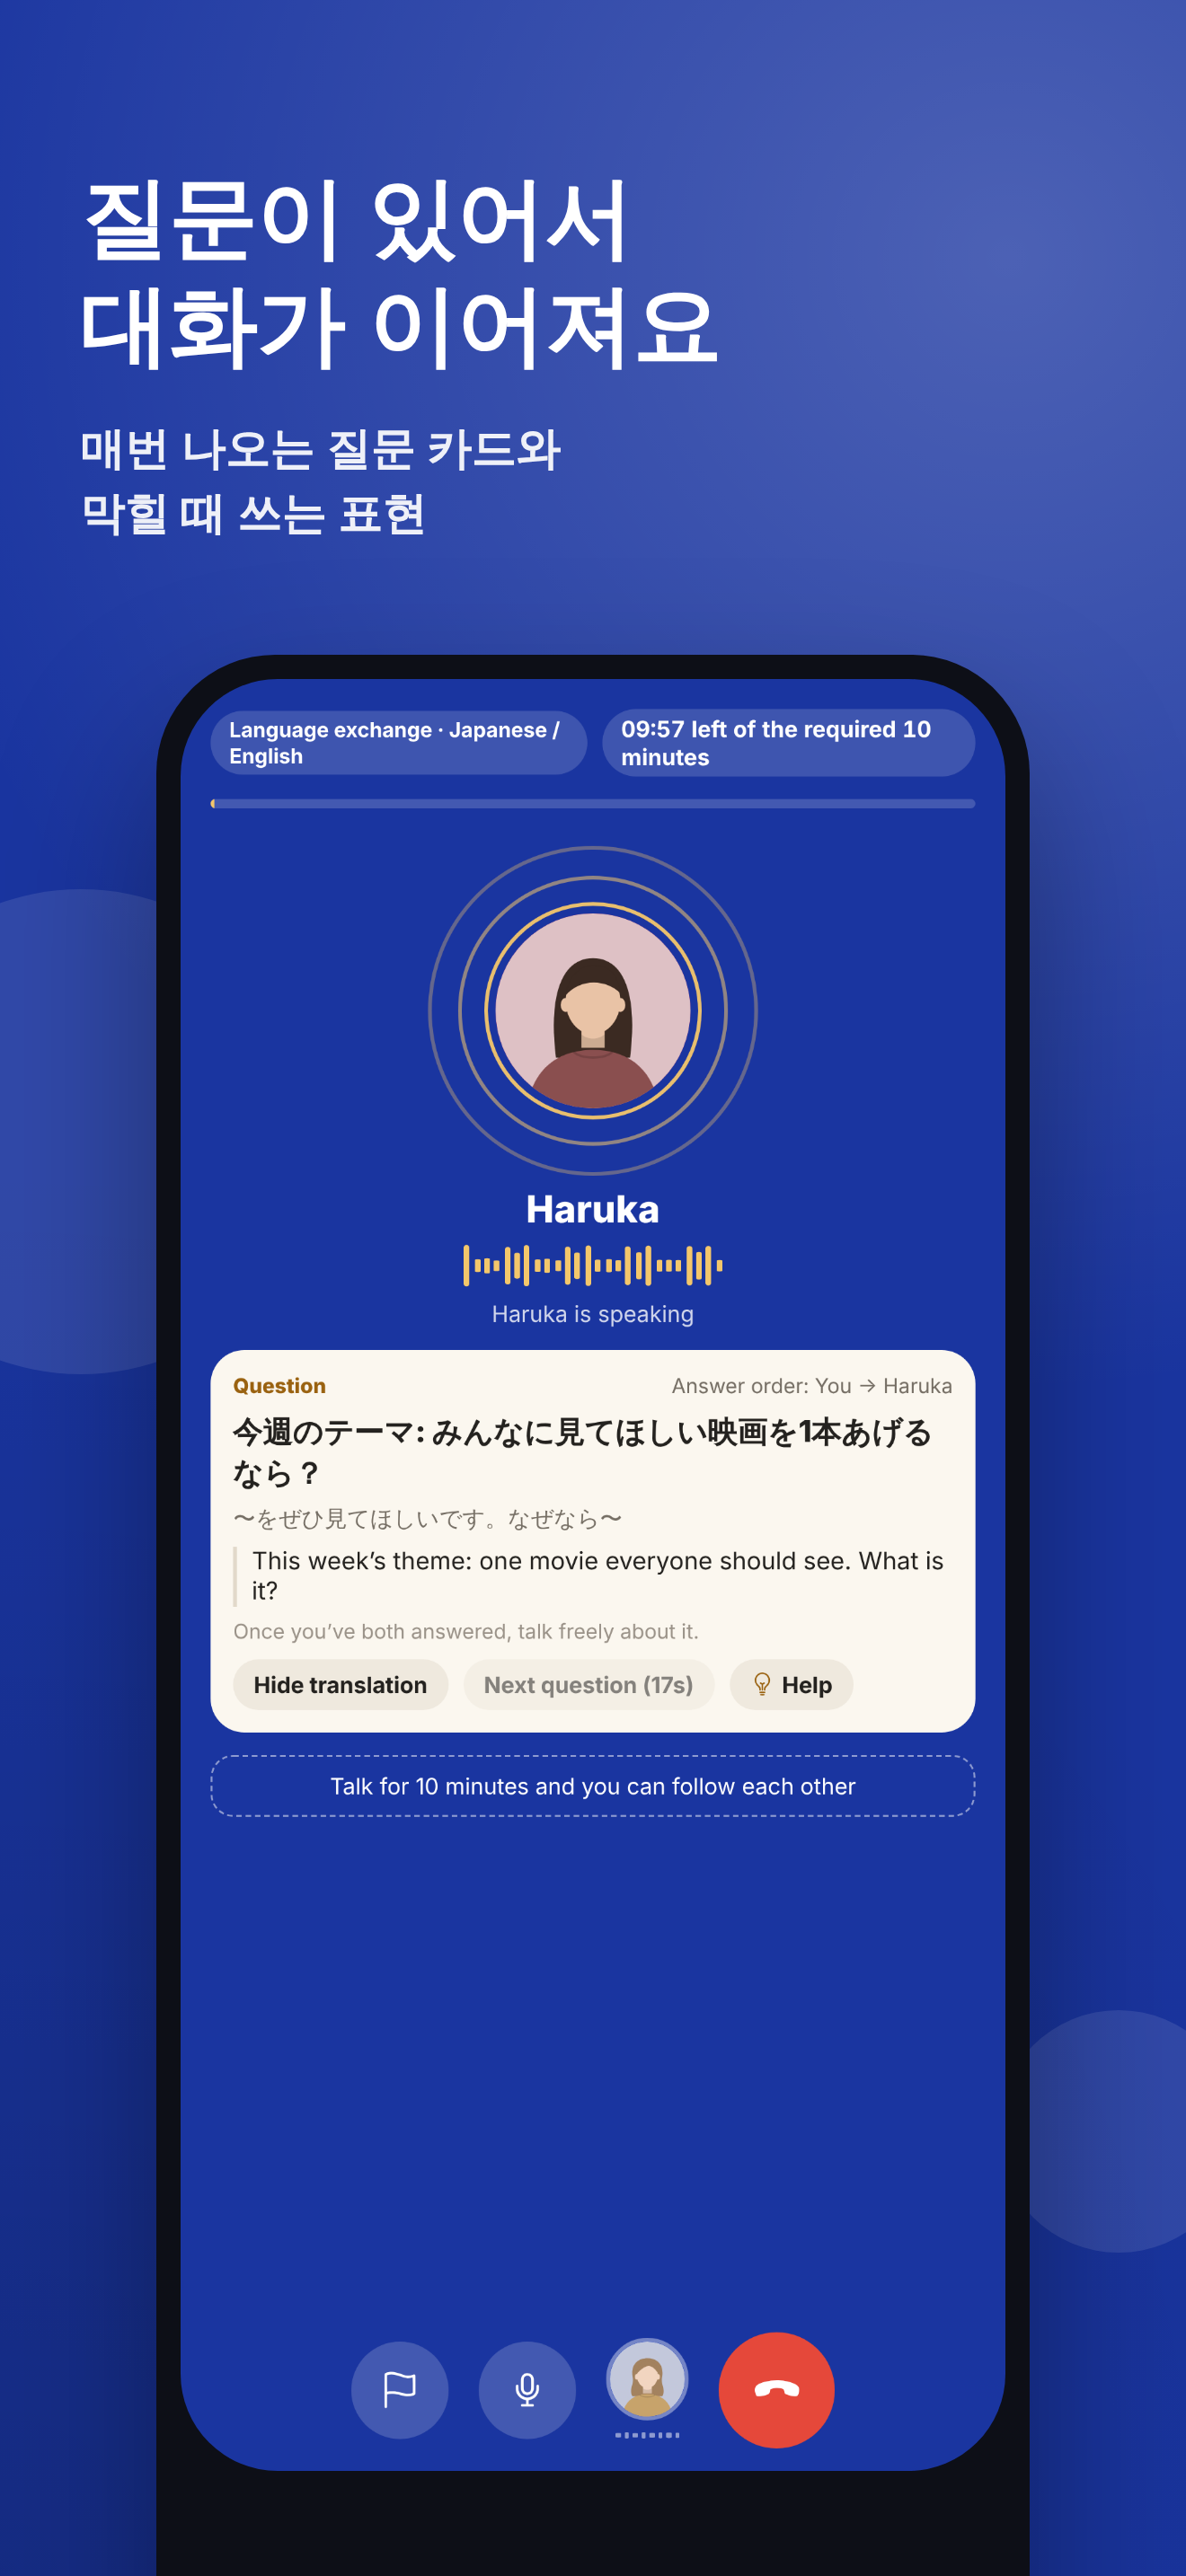 질문이 있어서
대화가 이어져요
매번 나오는 질문 카드와
막힐 때 쓰는 표현
Language exchange · Japanese /
English
09:57 left of the required 10
minutes
Haruka
Haruka is speaking
Question
Answer order: You → Haruka
今週のテーマ: みんなに見てほしい映画を1本あげる
なら？
〜をぜひ見てほしいです。なぜなら〜
This week’s theme: one movie everyone should see. What is
it?
Once you’ve both answered, talk freely about it.
Hide translation
Next question (17s)
Help
Talk for 10 minutes and you can follow each other